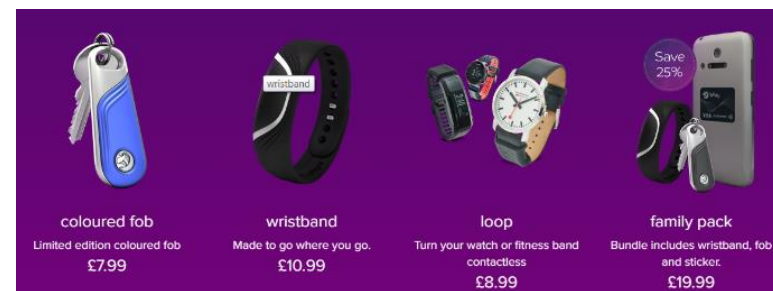 Save
25%
wristband
coloured fob
Limited edition coloured fob
£7.99
wristband
Made to go where you go.
£10.99
loop
Turn your watch or fitness band
contactless
£8.99
family pack
Bundle includes wristband, fob
and sticker.
£19.99